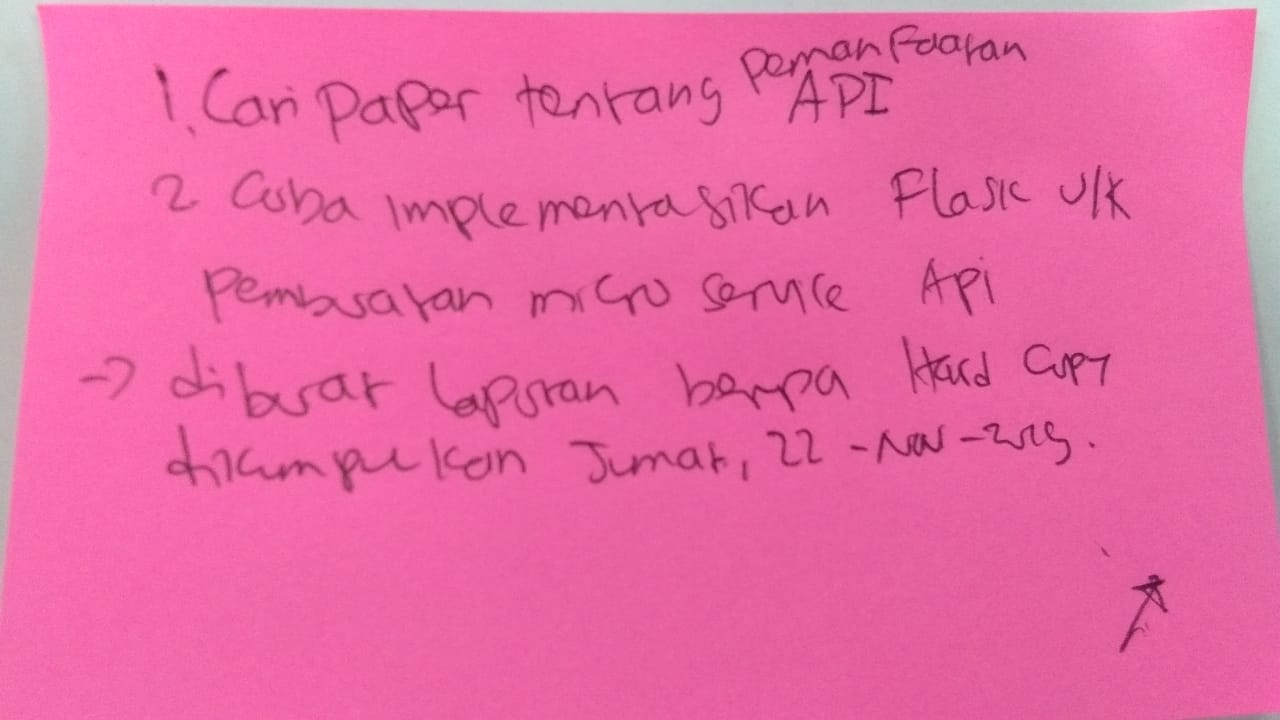 1. Cari paper tentang pemanfaatan API
2 Coba implementasikan Flask u/k
pembuatan micro service Api
-> dibuat laporan berupa Hard Copy
dikumpulkan Jumat, 22 - Nov - 2019.